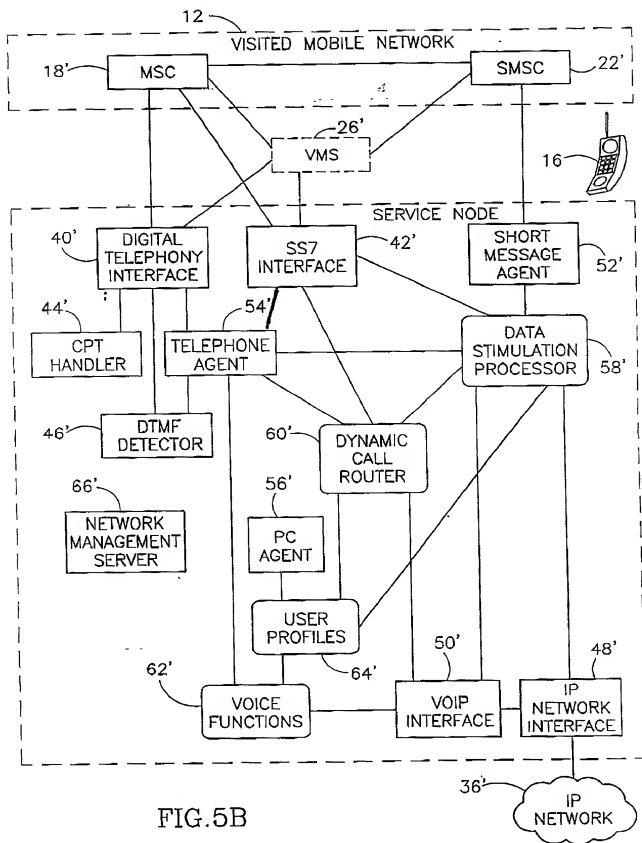 12
VISITED MOBILE NETWORK
18'
MSC
SMSC
22'
26'
VMS
16
SERVICE NODE
40'
DIGITAL
TELEPHONY
INTERFACE
SS7
INTERFACE
42'
SHORT
MESSAGE
AGENT
52'
44'
CPT
HANDLER
54'
TELEPHONE
AGENT
DATA
STIMULATION
PROCESSOR
58'
46'
DTMF
DETECTOR
60'
DYNAMIC
CALL
ROUTER
66'
NETWORK
MANAGEMENT
SERVER
56'
PC
AGENT
USER
PROFILES
64'
62'
VOICE
FUNCTIONS
50'
VOIP
INTERFACE
48'
IP
NETWORK
INTERFACE
36'
IP
NETWORK
FIG.5B